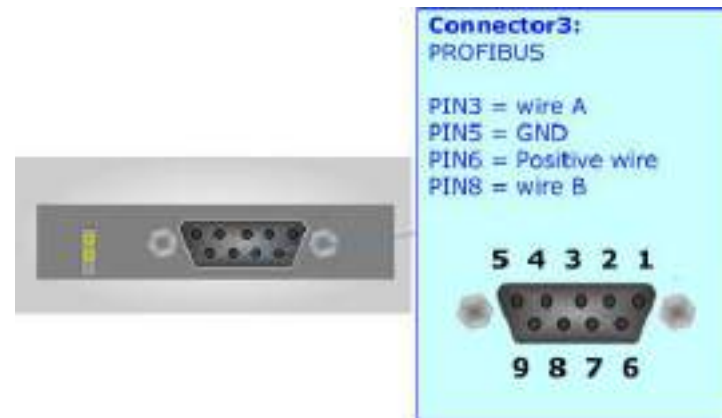 Connector3:
PROFIBUS
PIN3 = wire A
PIN5 = GND
PIN6 = Positive wire
PIN8 = wire B
5 4 3 2 1
9 8 7 6